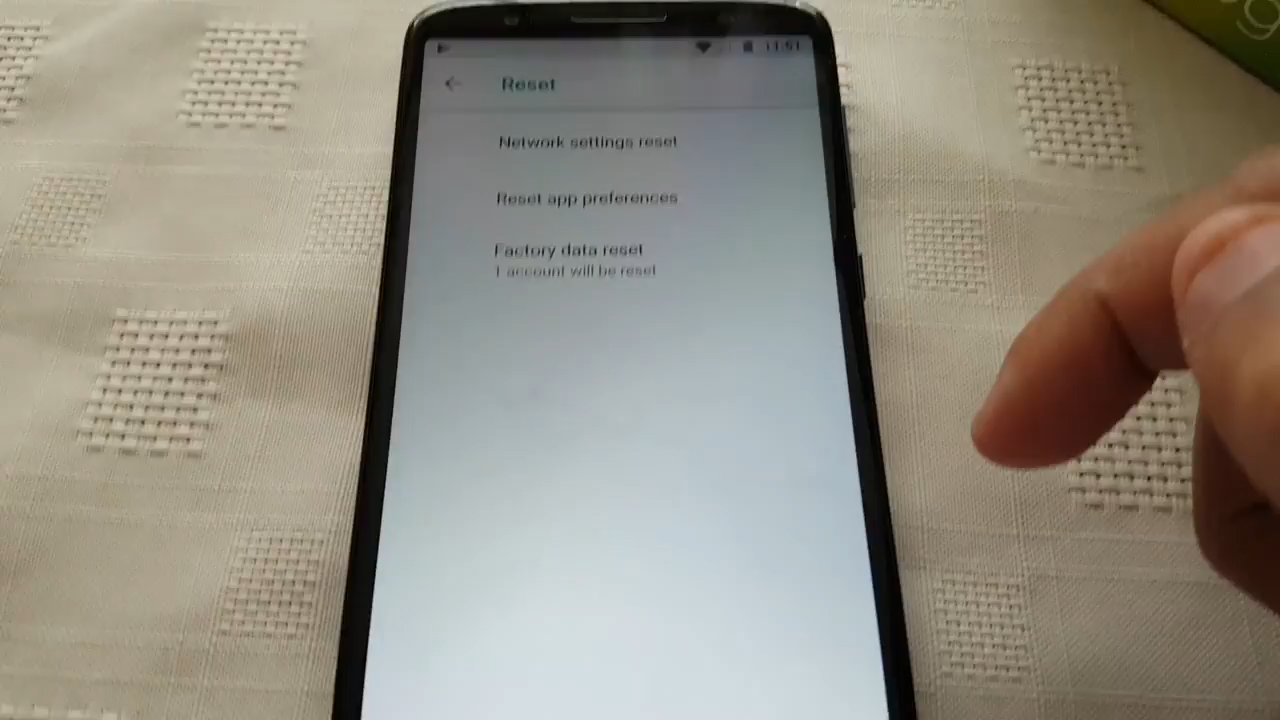 11:51
Reset
Network settings reset
Reset app preferences
Factory data reset
1 account will be reset